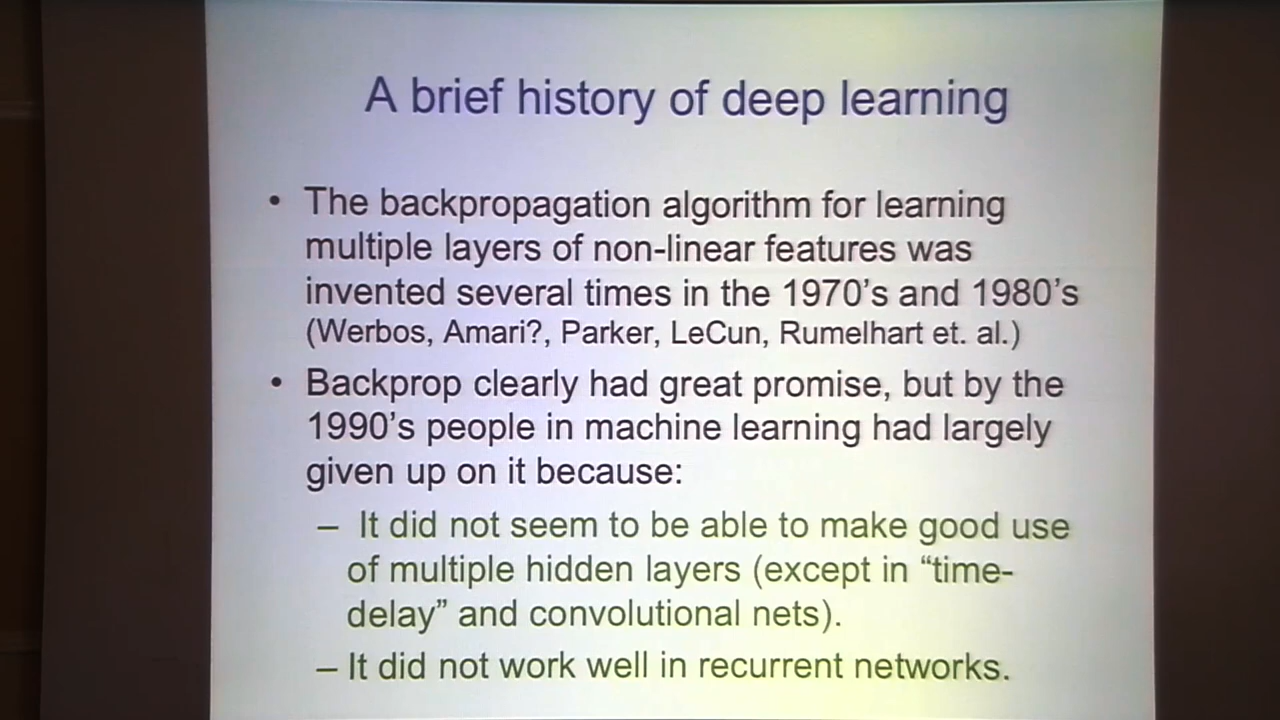 A brief history of deep learning
• The backpropagation algorithm for learning
multiple layers of non-linear features was
invented several times in the 1970’s and 1980’s
(Werbos, Amari?, Parker, LeCun, Rumelhart et. al.)
• Backprop clearly had great promise, but by the
1990’s people in machine learning had largely
given up on it because:
– It did not seem to be able to make good use
of multiple hidden layers (except in “time-
delay” and convolutional nets).
– It did not work well in recurrent networks.